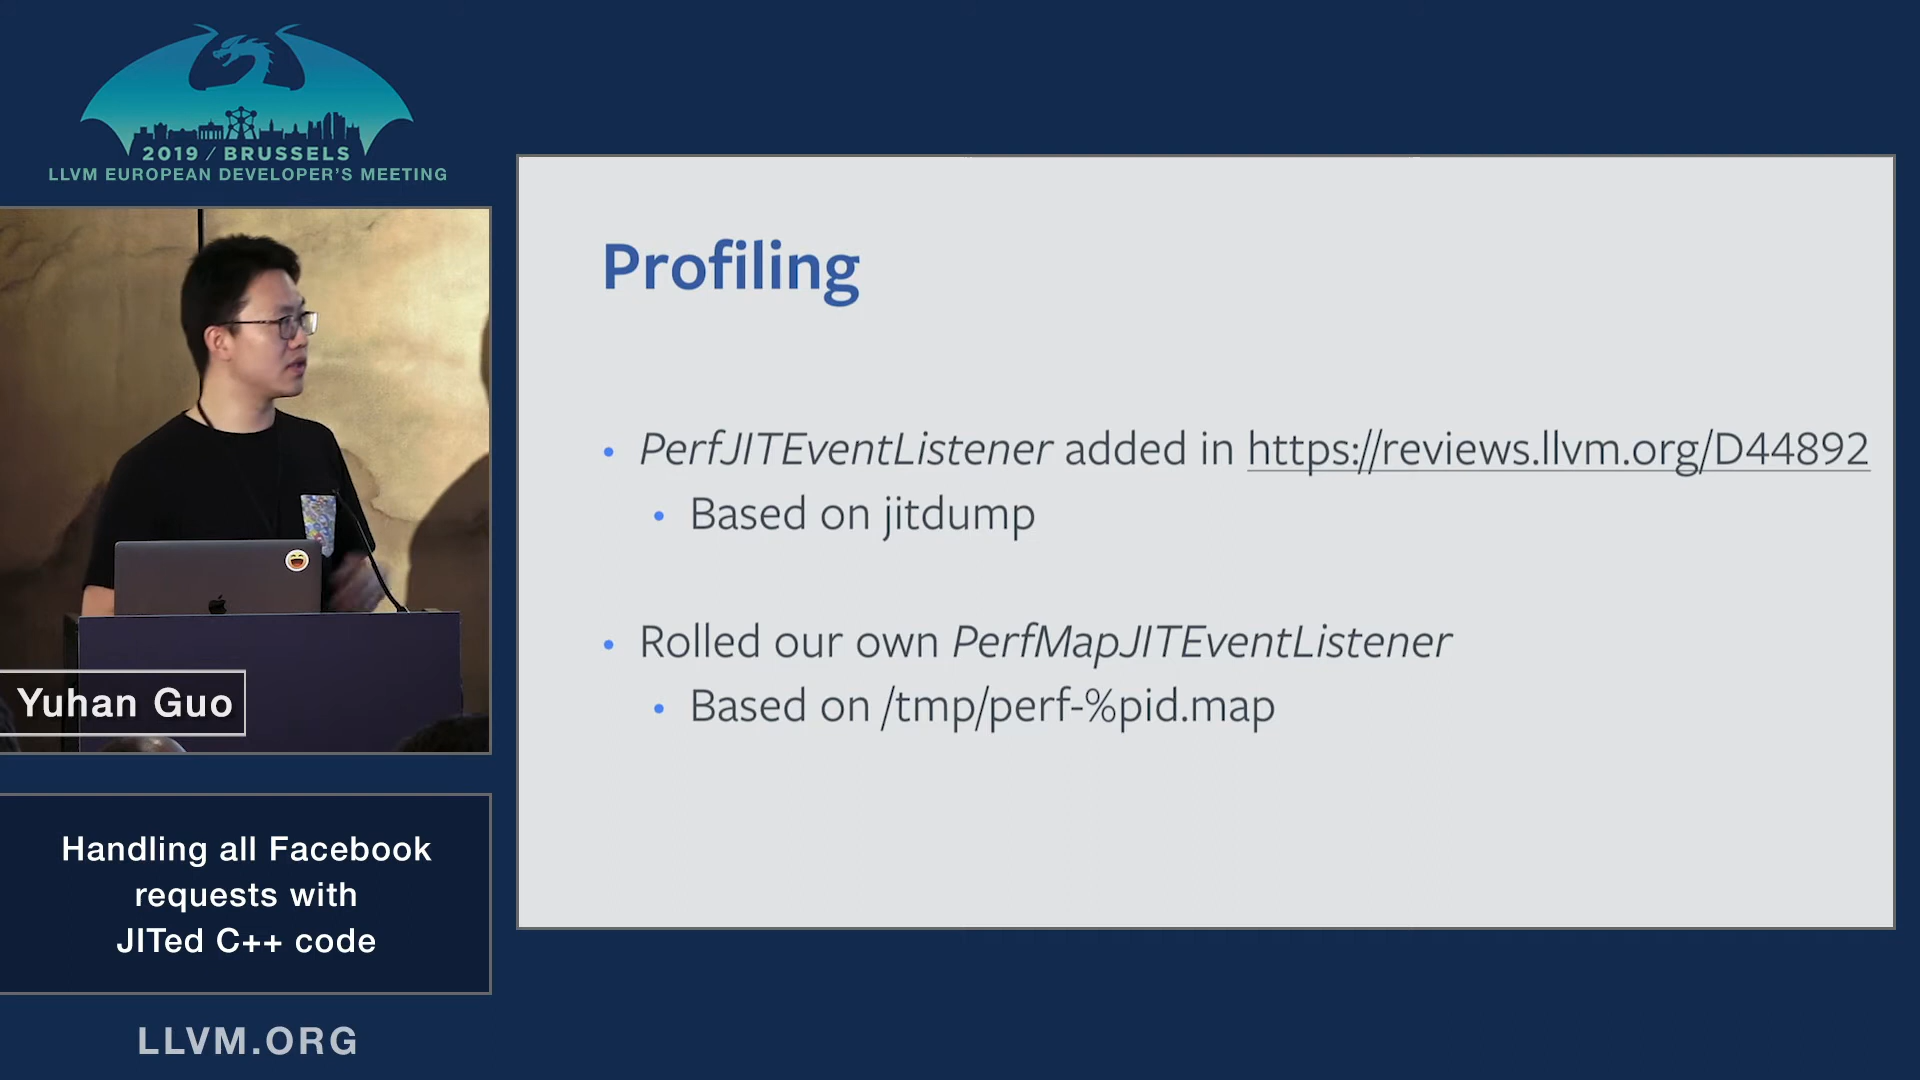 2019 / BRUSSELS
LLVM EUROPEAN DEVELOPER'S MEETING
Profiling
• PerfJITEventListener added in https://reviews.llvm.org/D44892
• Based on jitdump
• Rolled our own PerfMapJITEventListener
• Based on /tmp/perf-%pid.map
Yuhan Guo
Handling all Facebook
requests with
JITed C++ code
LLVM.ORG